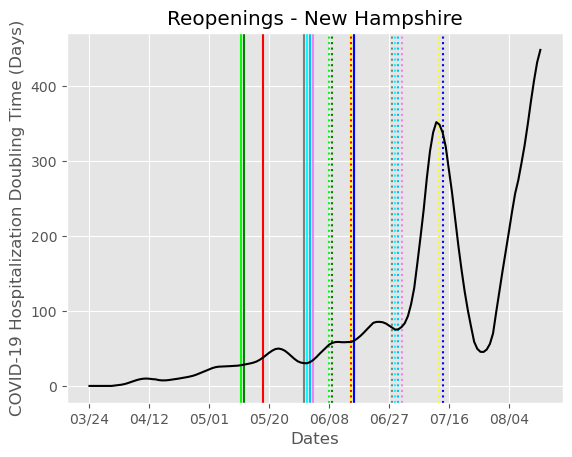 Reopenings - New Hampshire
COVID-19 Hospitalization Doubling Time (Days)
400
300
200
100
0
03/24 04/12 05/01 05/20 06/08 06/27 07/16 08/04
Dates